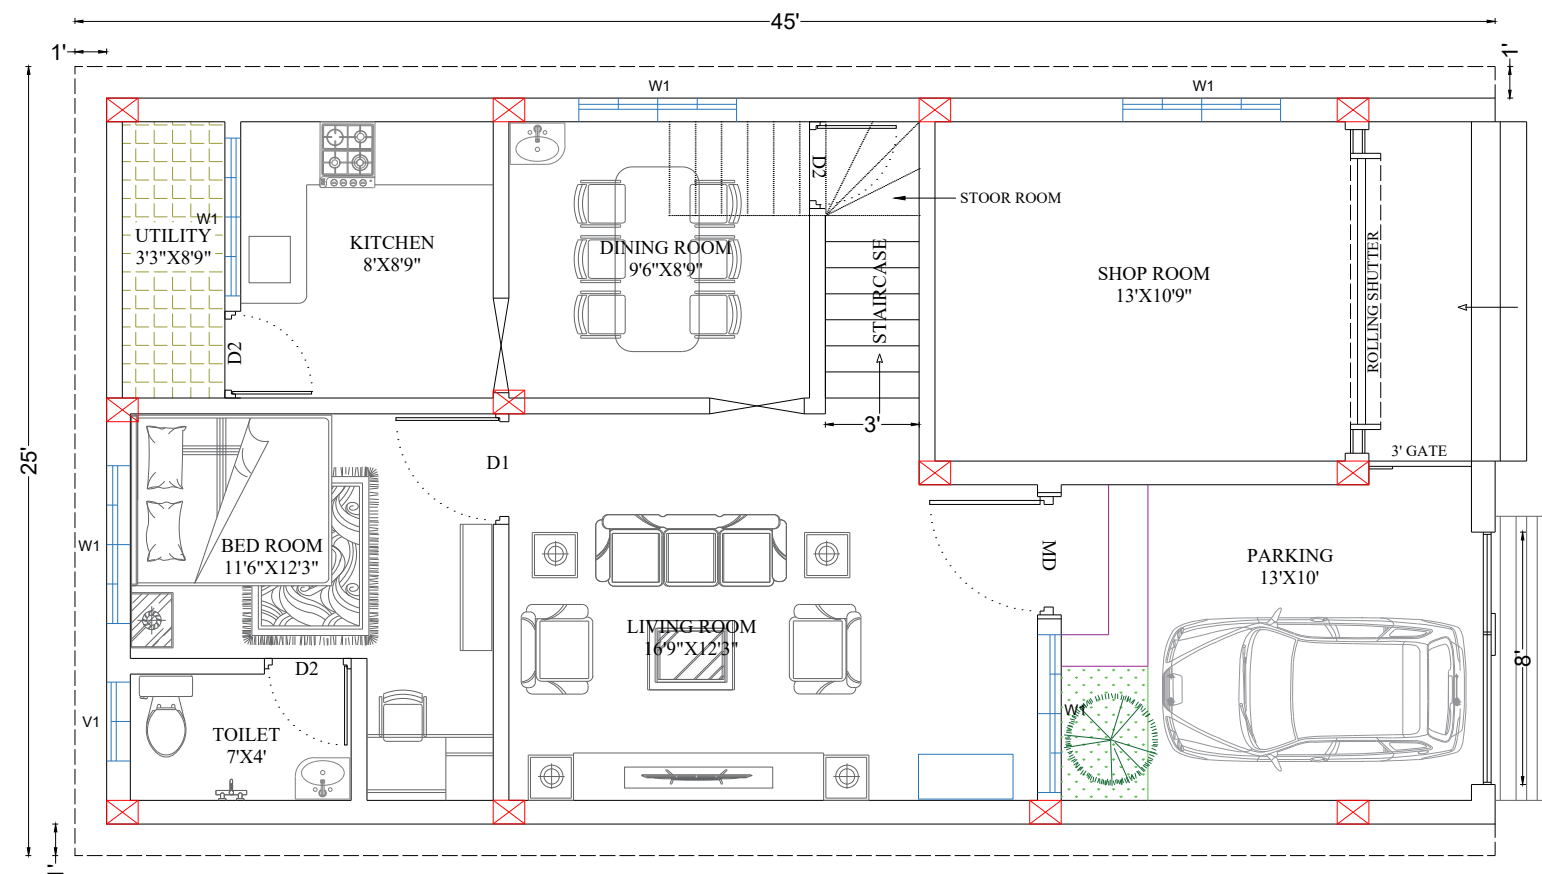 45'
1'
1'
W1
W1
D2
STOOR ROOM
W1
UTILITY
3'3"X8'9"
KITCHEN
8'X8'9"
DINING ROOM
9'6"X8'9"
STAIRCASE
SHOP ROOM
13'X10'9"
ROLLING SHUTTER
D2
3'
25'
3' GATE
D1
W1
BED ROOM
11'6"X12'3"
MD
PARKING
13'X10'
LIVING ROOM
16'9"X12'3"
8'
D2
V1
TOILET
7'X4'
W1
1'